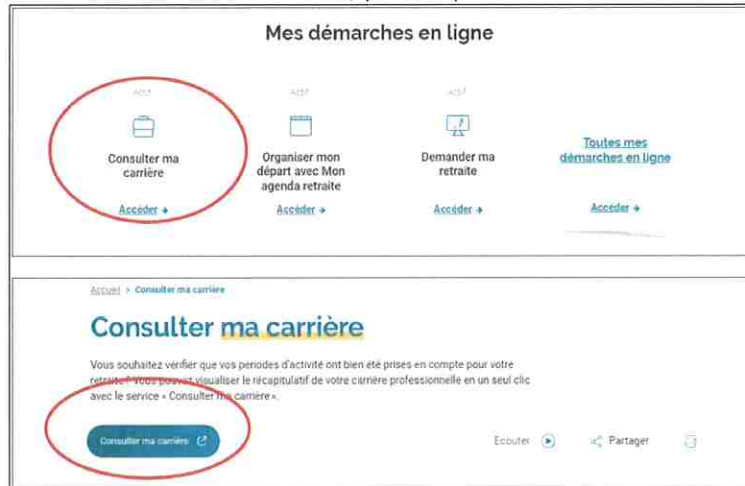 Mes démarches en ligne
Actif
Actif
Actif
Consulter ma
carrière
Organiser mon
départ avec Mon
agenda retraite
Demander ma
retraite
Toutes mes
démarches en ligne
Accéder →
Accéder →
Accéder →
Accéder →
Accueil > Consulter ma carrière
Consulter ma carrière
Vous souhaitez vérifier que vos périodes d'activité ont bien été prises en compte pour votre
retraite ? Vous pouvez visualiser le récapitulatif de votre carrière professionnelle en un seul clic
avec le service « Consulter ma carrière ».
Consulter ma carrière
Ecouter
Partager